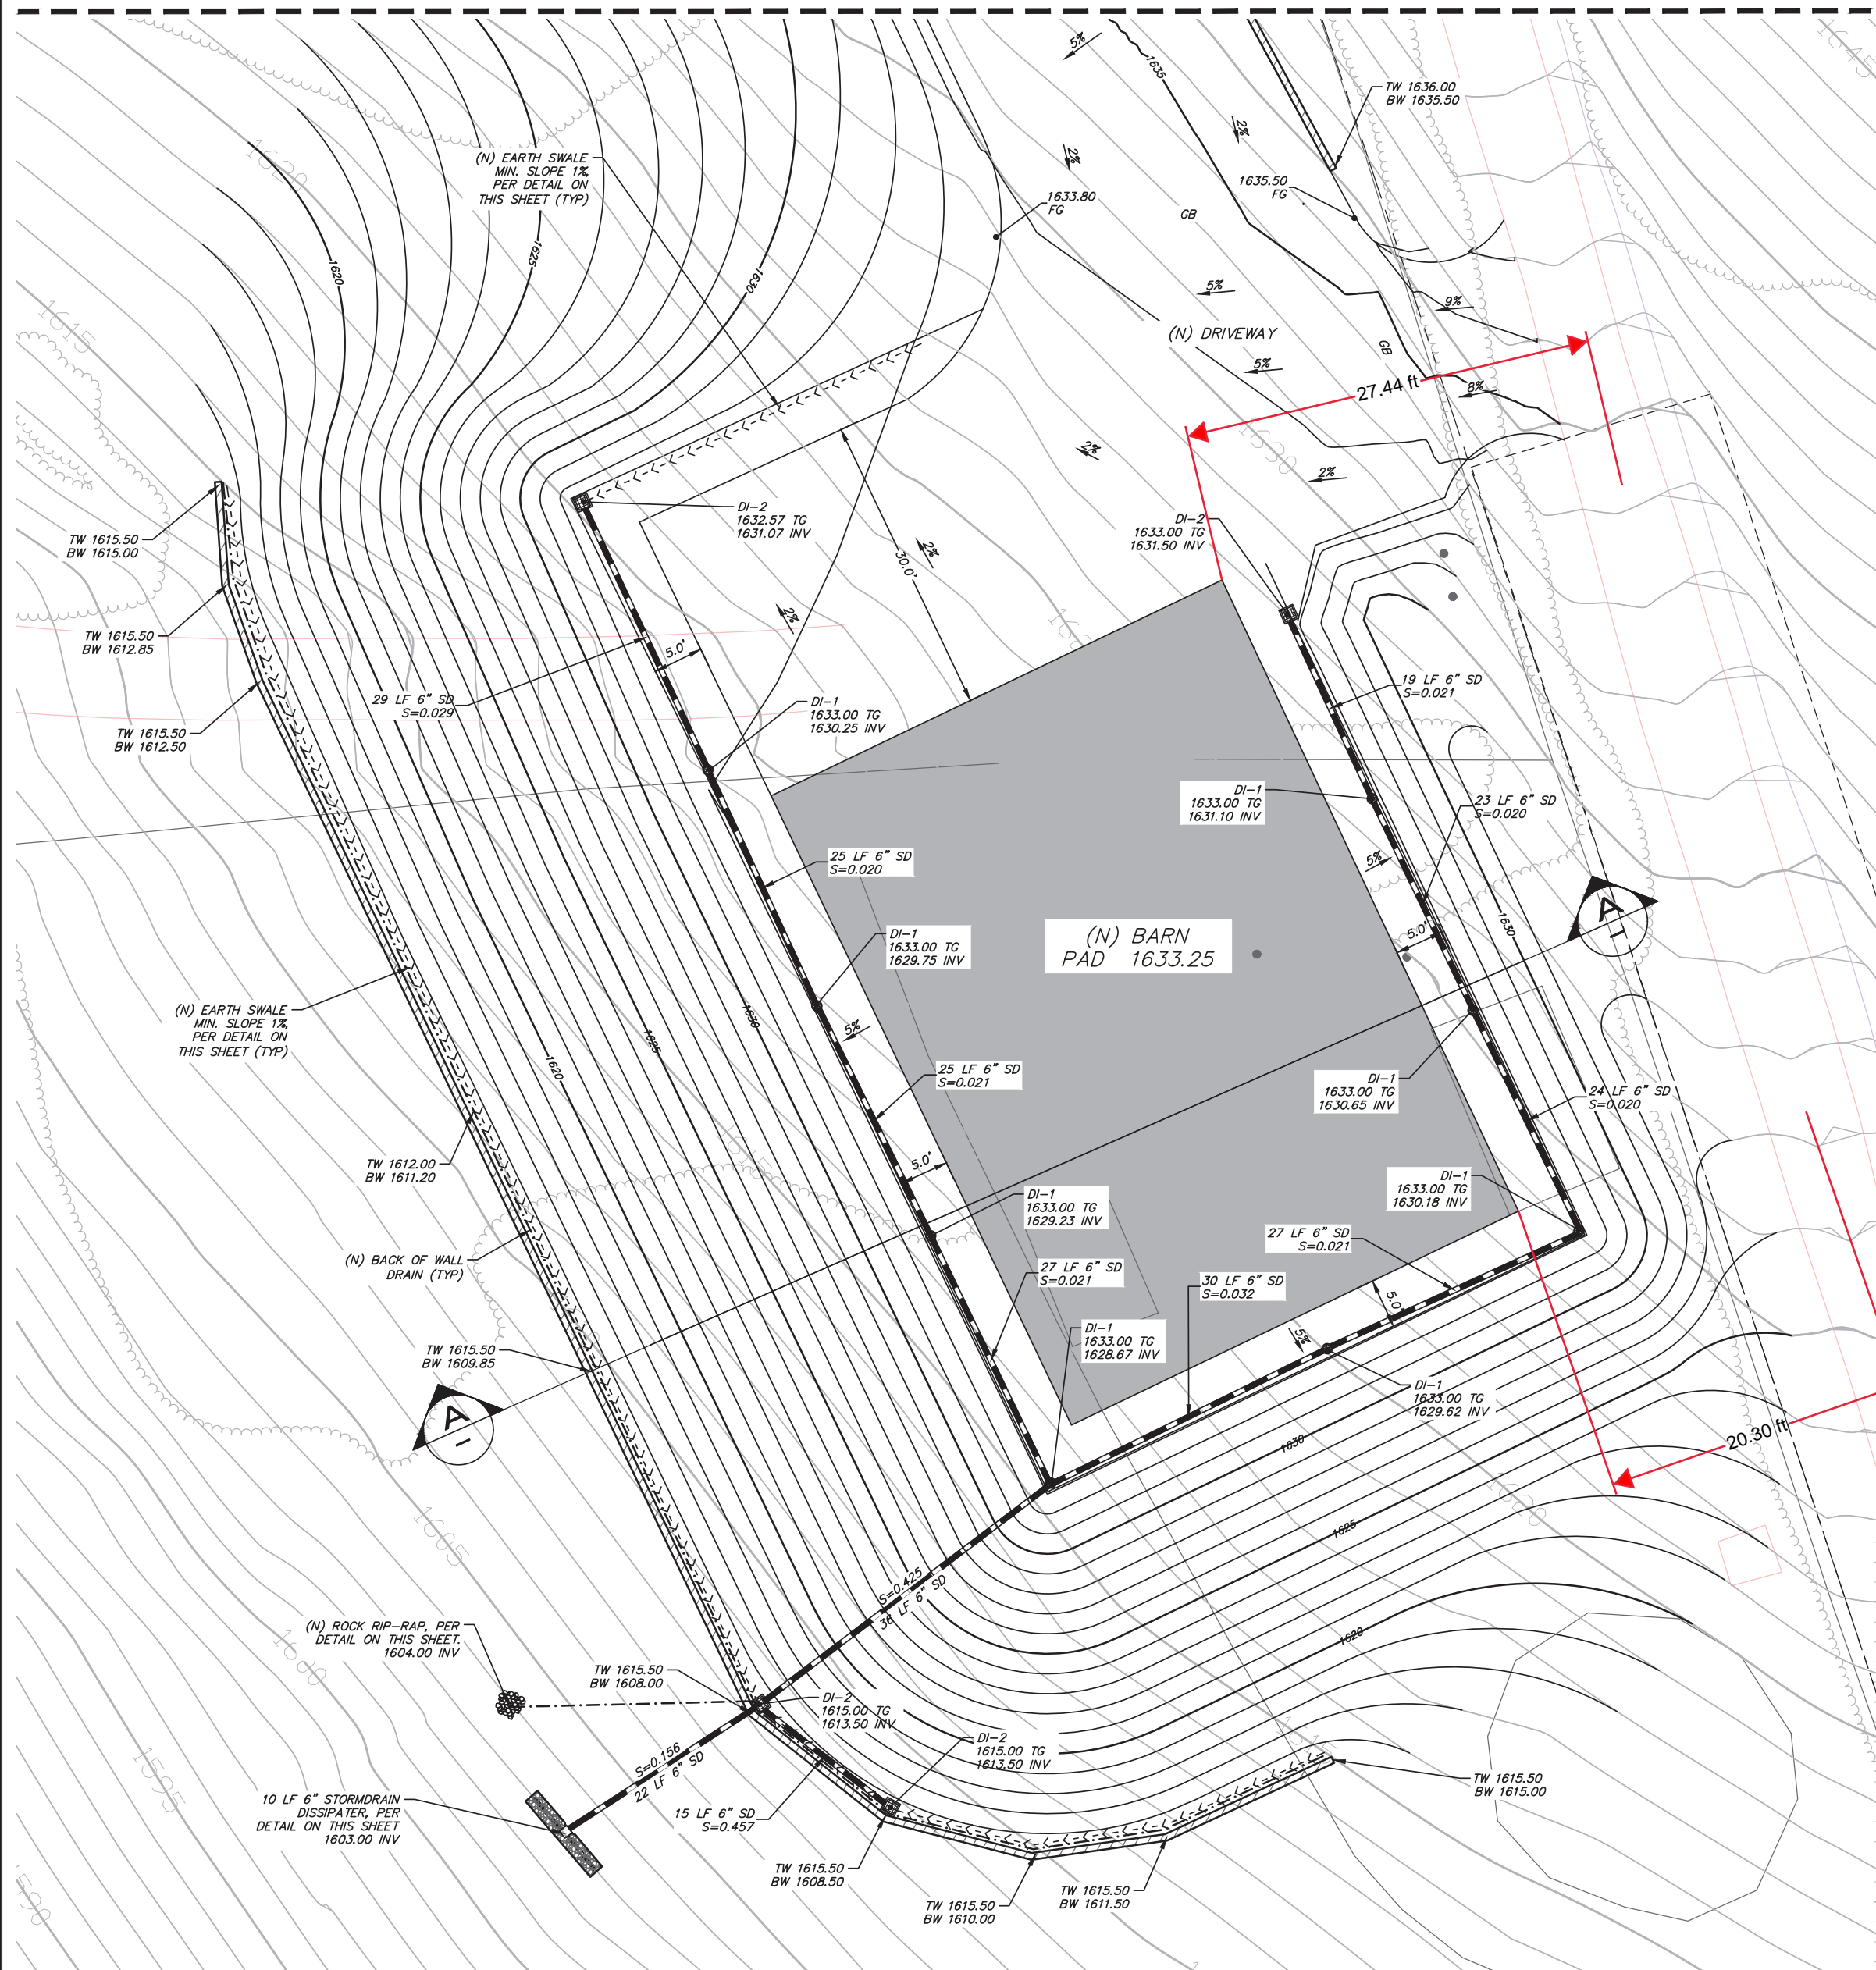 5%
1635
TW 1636.00
BW 1635.50
1645
2%
2%
1620
(N) EARTH SWALE
MIN. SLOPE 1%,
PER DETAIL ON
THIS SHEET (TYP)
1635.50
FG
1633.80
FG
GB
1620
1625
1630
5%
9%
1615
(N) DRIVEWAY
GB
5%
27.44 ft
8%
1630
2%
2%
DI-2
1632.57 TG
1631.07 INV
DI-2
1633.00 TG
1631.50 INV
TW 1615.50
BW 1615.00
2%
30.0'
2%
TW 1615.50
BW 1612.85
5.0'
29 LF 6" SD
S=0.029
19 LF 6" SD
S=0.021
DI-1
1633.00 TG
1630.25 INV
TW 1615.50
BW 1612.50
DI-1
1633.00 TG
1631.10 INV
23 LF 6" SD
S=0.020
25 LF 6" SD
S=0.020
5%
1630
A
1
DI-1
1633.00 TG
1629.75 INV
(N) BARN
PAD 1633.25
5.0'
(N) EARTH SWALE
MIN. SLOPE 1%,
PER DETAIL ON
THIS SHEET (TYP)
1630
1625
1620
5%
25 LF 6" SD
S=0.021
DI-1
1633.00 TG
1630.65 INV
24 LF 6" SD
S=0.020
TW 1612.00
BW 1611.20
1615
5.0'
DI-1
1633.00 TG
1630.18 INV
DI-1
1633.00 TG
1629.23 INV
(N) BACK OF WALL
DRAIN (TYP)
27 LF 6" SD
S=0.021
27 LF 6" SD
S=0.021
30 LF 6" SD
S=0.032
5.0'
DI-1
1633.00 TG
1628.67 INV
5%
TW 1615.50
BW 1609.85
DI-1
1633.00 TG
1629.62 INV
A
1
20.30 ft
1630
1605
1625
1620
S=0.425
36 LF 6" SD
(N) ROCK RIP-RAP, PER
DETAIL ON THIS SHEET.
1604.00 INV
1600
1620
TW 1615.50
BW 1608.00
DI-2
1615.00 TG
1613.50 INV
DI-2
1615.00 TG
1613.50 INV
1595
S=0.156
22 LF 6" SD
TW 1615.50
BW 1615.00
10 LF 6" STORMDRAIN
DISSIPATER, PER
DETAIL ON THIS SHEET
1603.00 INV
15 LF 6" SD
S=0.457
TW 1615.50
BW 1608.50
TW 1615.50
BW 1611.50
TW 1615.50
BW 1610.00
1590